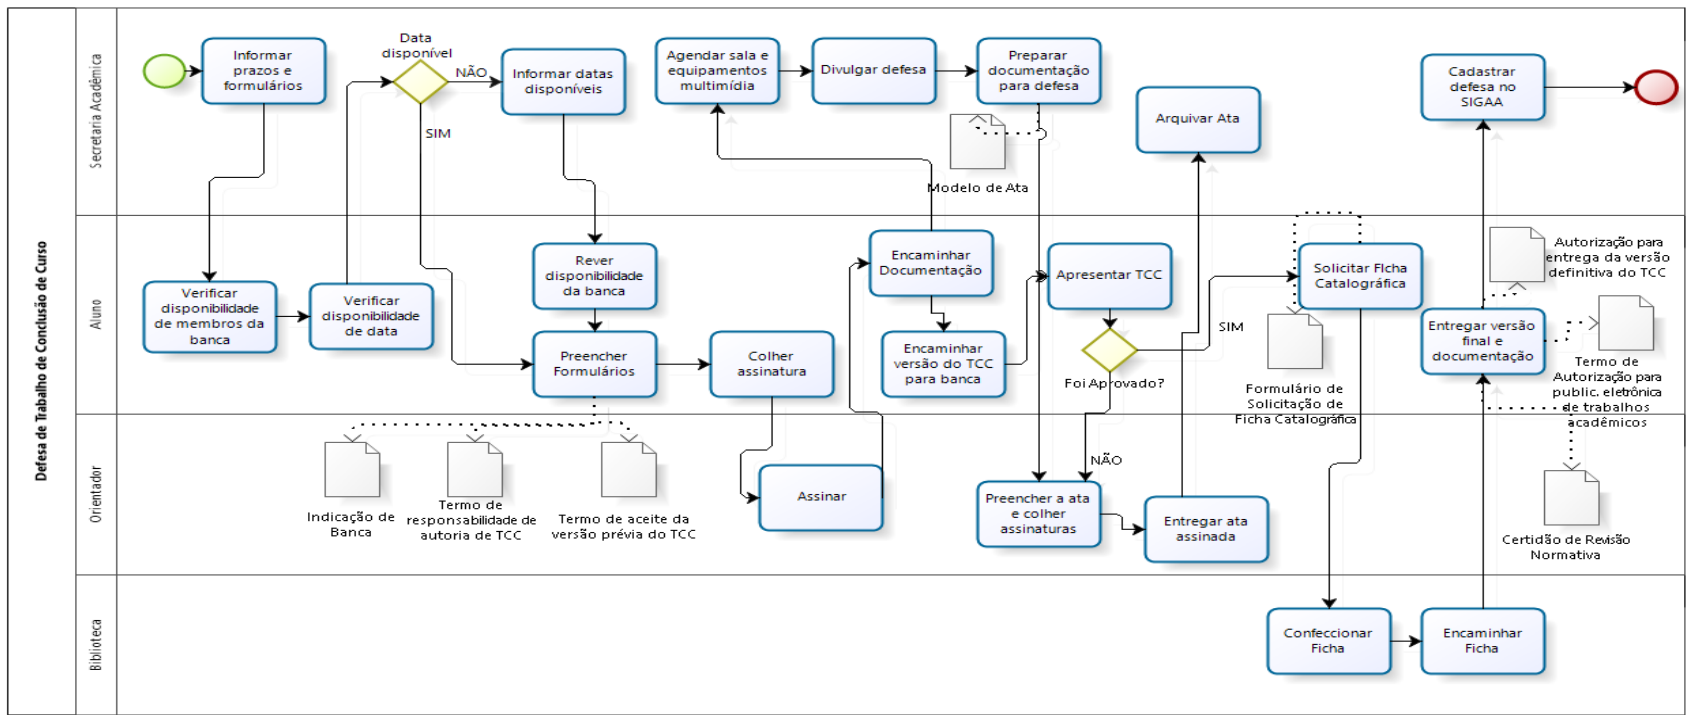 Defesa de Trabalho de Conclusão de Curso
Secretaria Acadêmica
Informar
prazos e
formulários
Data
disponível
NÃO
SIM
Informar datas
disponíveis
Agendar sala e
equipamentos
multimídia
Divulgar defesa
Preparar
documentação
para defesa
Modelo de Ata
Arquivar Ata
Cadastrar
defesa no
SIGAA
Aluno
Verificar
disponibilidade
de membros da
banca
Verificar
disponibilidade
de data
Rever
disponibilidade
da banca
Preencher
Formulários
Colher
assinatura
Encaminhar
Documentação
Encaminhar
versão do TCC
para banca
Apresentar TCC
Foi Aprovado?
SIM
NÃO
Solicitar FIcha
Catalográfica
Formulário de
Solicitação de
Ficha Catalográfica
Entregar versão
final e
documentação
Autorização para
entrega da versão
definitiva do TCC
Termo de
Autorização para
public. eletrônica
de trabalhos
acadêmicos
Orientador
Indicação de
Banca
Termo de
responsabilidade de
autoria de TCC
Termo de aceite da
versão prévia do TCC
Assinar
Preencher a ata
e colher
assinaturas
Entregar ata
assinada
Certidão de Revisão
Normativa
Biblioteca
Confeccionar
Ficha
Encaminhar
Ficha